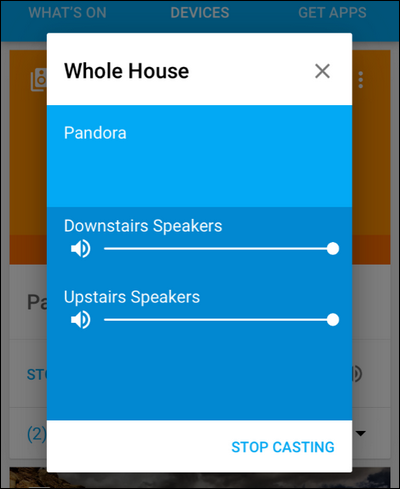 WHAT'S ON DEVICES GET APPS
Whole House
Pandora
Downstairs Speakers
Upstairs Speakers
Pa
STO
(2)
STOP CASTING